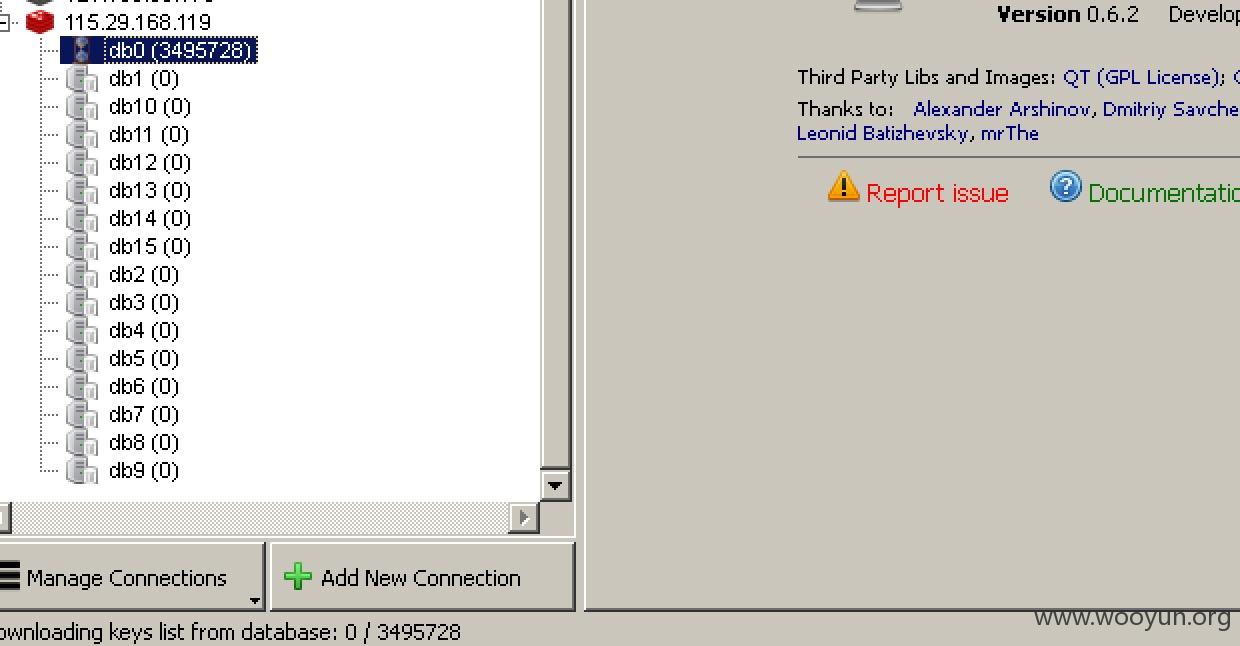 115.29.168.119
db0 (3495728)
db1 (0)
db10 (0)
db11 (0)
db12 (0)
db13 (0)
db14 (0)
db15 (0)
db2 (0)
db3 (0)
db4 (0)
db5 (0)
db6 (0)
db7 (0)
db8 (0)
db9 (0)
Manage Connections
Add New Connection
ownloading keys list from database: 0 / 3495728
Version 0.6.2 Develop
Third Party Libs and Images: QT (GPL License);
Thanks to: Alexander Arshinov, Dmitriy Savche
Leonid Batizhevsky, mrThe
Report issue
Documentatic
www.wooyun.org